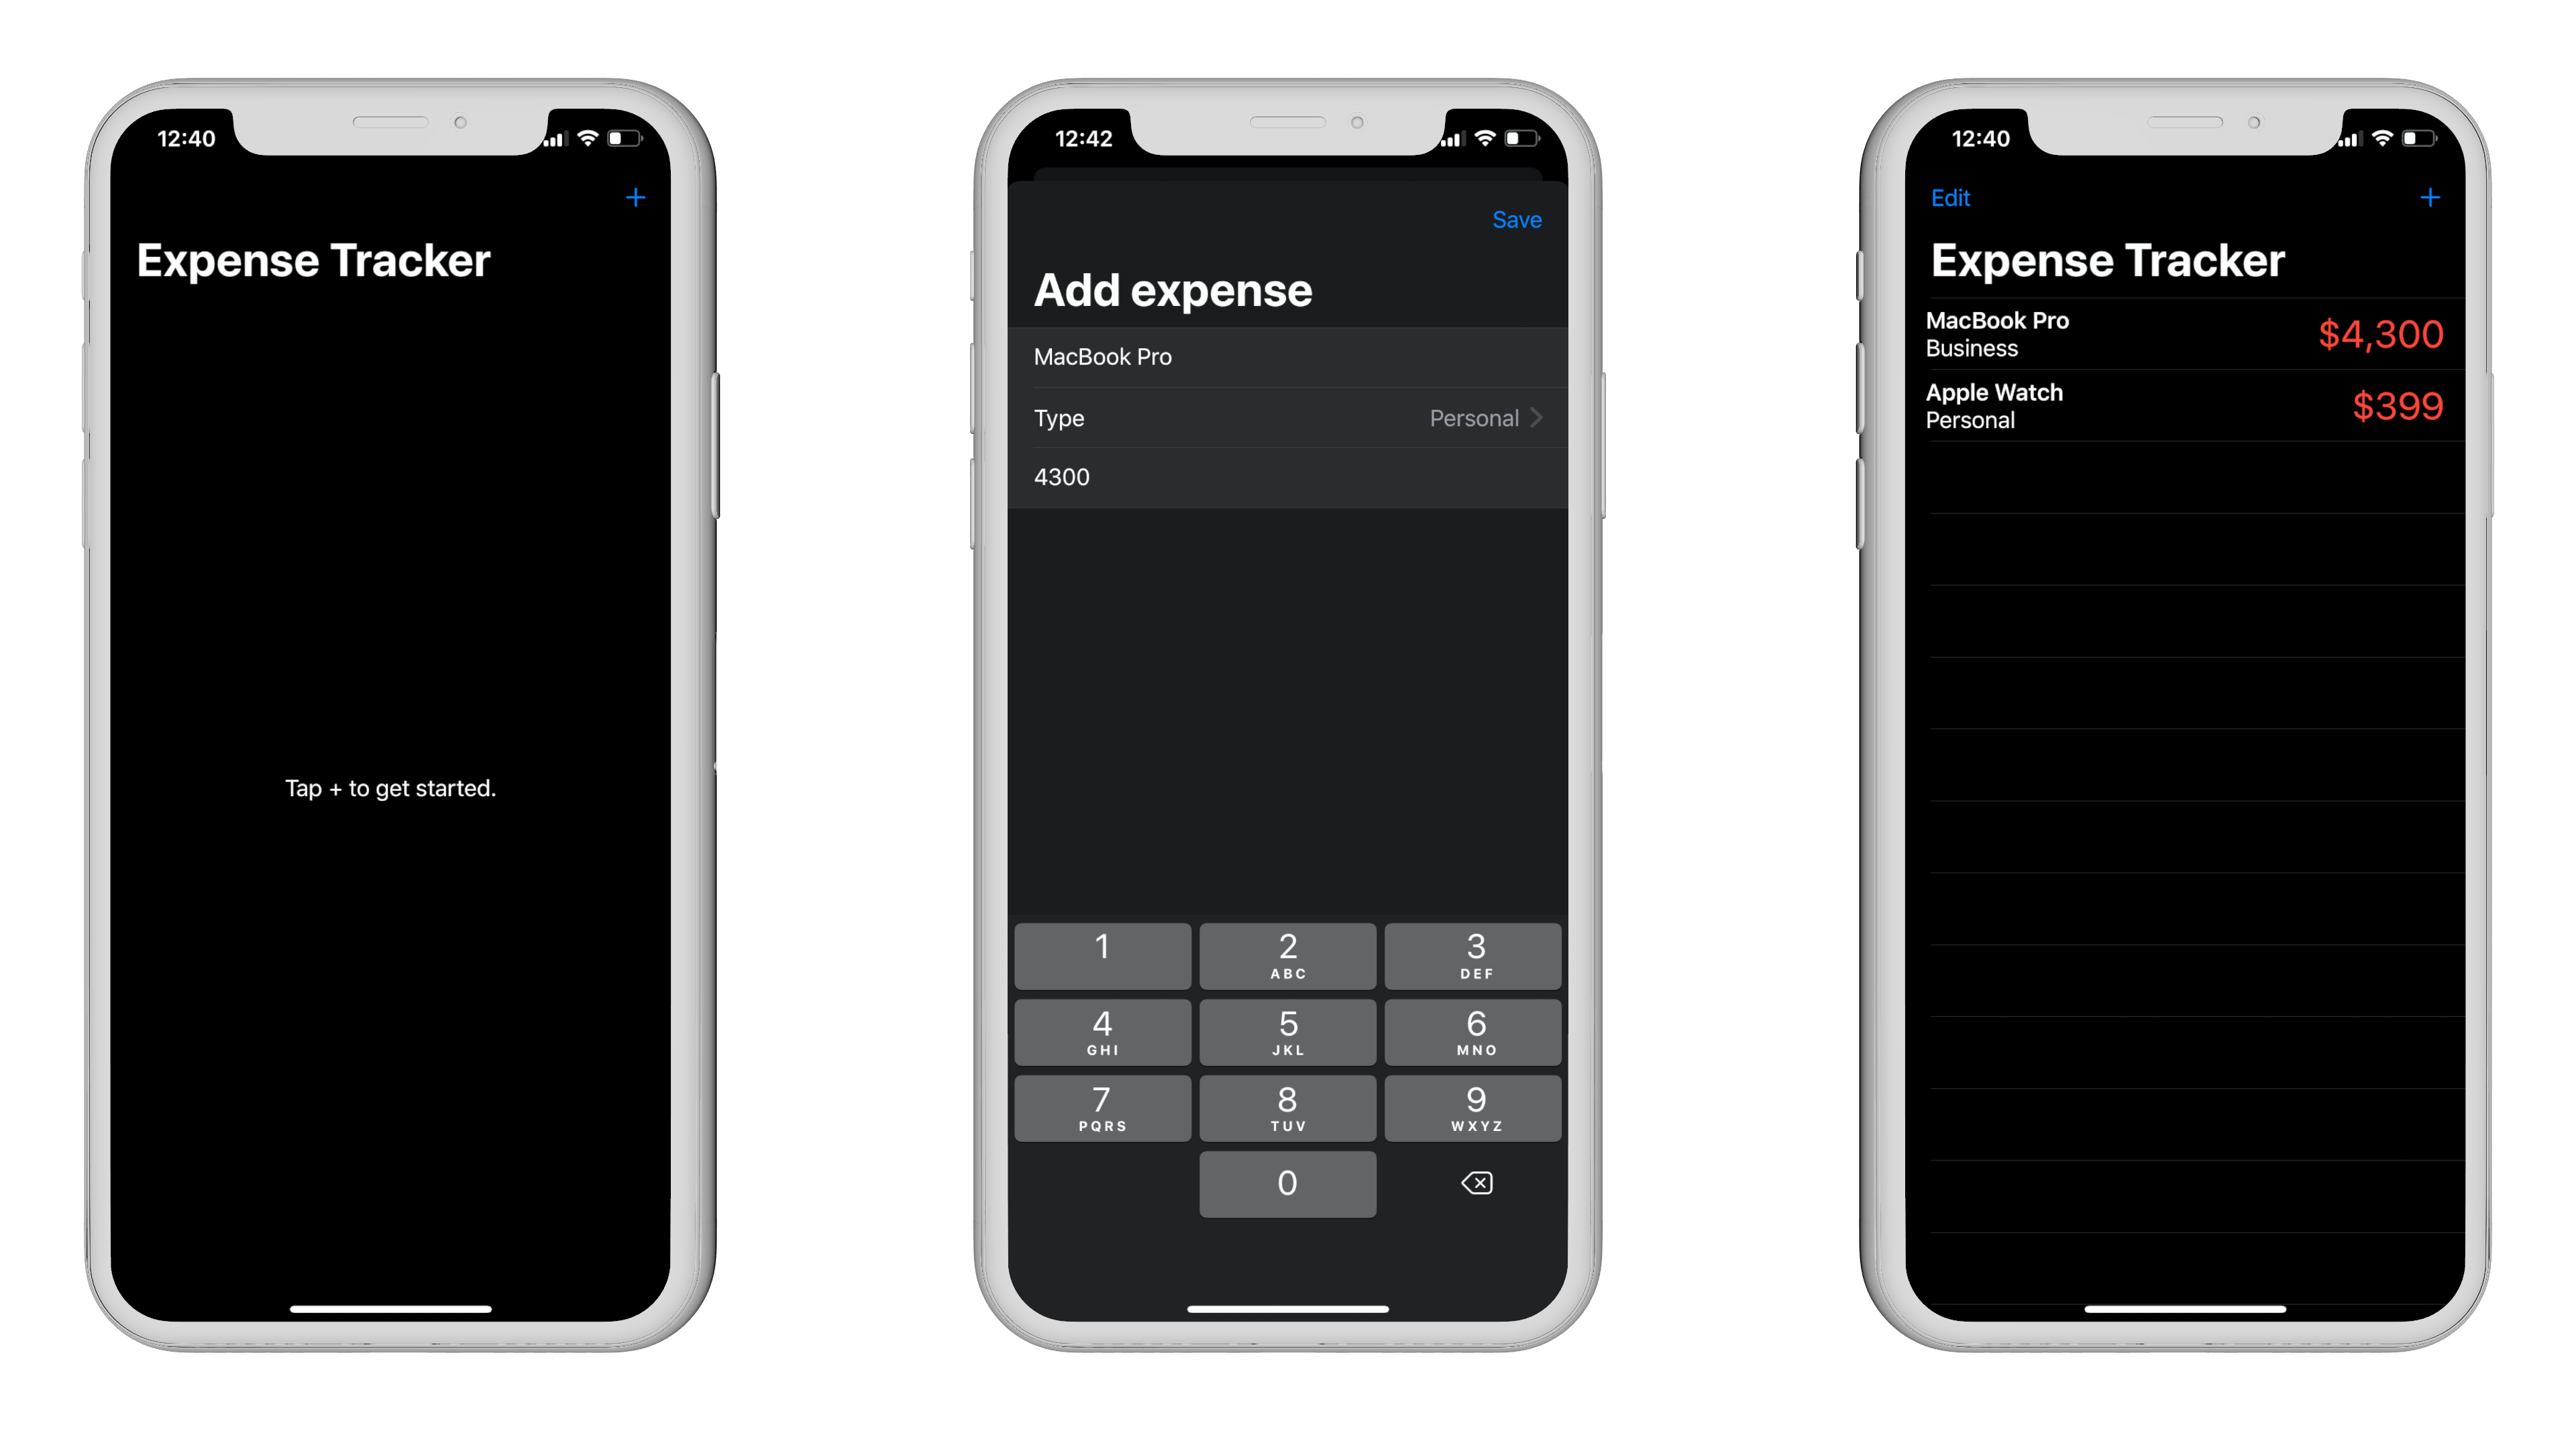 12:40
+
Expense Tracker
Tap + to get started.
12:42
Save
Add expense
MacBook Pro
Type Personal
4300
1 2 3
ABC DEF
4 5 6
GHI JKL MNO
7 8 9
PQRS TUV WXYZ
0
12:40
Edit +
Expense Tracker
MacBook Pro
Business
$4,300
Apple Watch
Personal
$399